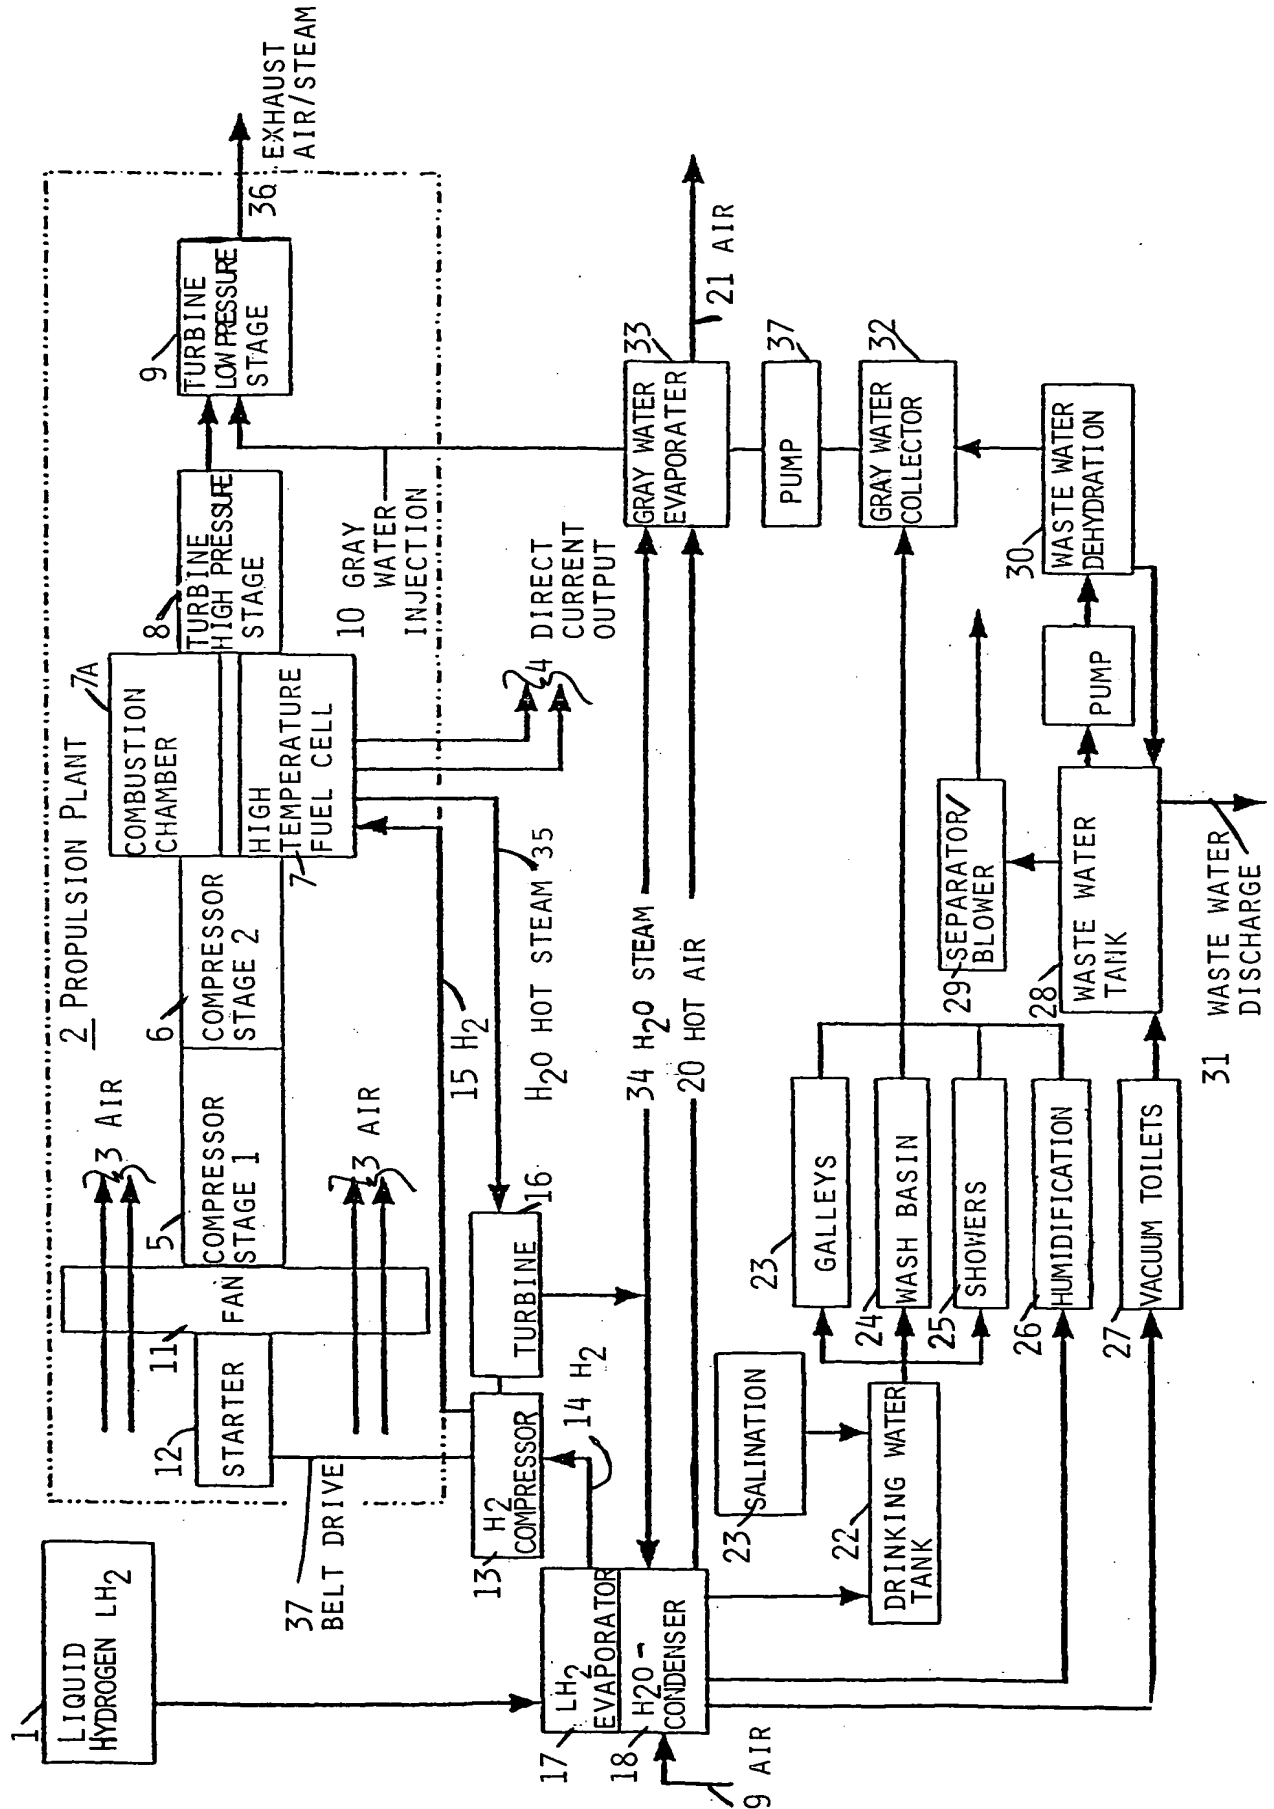 1
LIQUID
HYDROGEN LH2
2 PROPULSION PLANT
3 AIR
3 AIR
12
STARTER
11
FAN
5
COMPRESSOR
STAGE 1
6
COMPRESSOR
STAGE 2
7A
COMBUSTION
CHAMBER
7
HIGH
TEMPERATURE
FUEL CELL
8
TURBINE
HIGH PRESSURE
STAGE
9
TURBINE
LOW PRESSURE
STAGE
36
EXHAUST
AIR/STEAM
10 GRAY
WATER
INJECTION
4 DIRECT
CURRENT
OUTPUT
37
BELT DRIVE
13
H2
COMPRESSOR
14 H2
15 H2
16
TURBINE
H2O HOT STEAM 35
17
LH2
EVAPORATOR
18
H2O-
CONDENSER
9 AIR
34 H2O STEAM
20 HOT AIR
33
GRAY WATER
EVAPORATER
21 AIR
37
PUMP
32
GRAY WATER
COLLECTOR
23
SALINATION
22
DRINKING WATER
TANK
23
GALLEYS
24
WASH BASIN
25
SHOWERS
26
HUMIDIFICATION
27
VACUUM TOILETS
29
SEPARATOR/
BLOWER
28
WASTE WATER
TANK
PUMP
30
WASTE WATER
DEHYDRATION
31
WASTE WATER
DISCHARGE